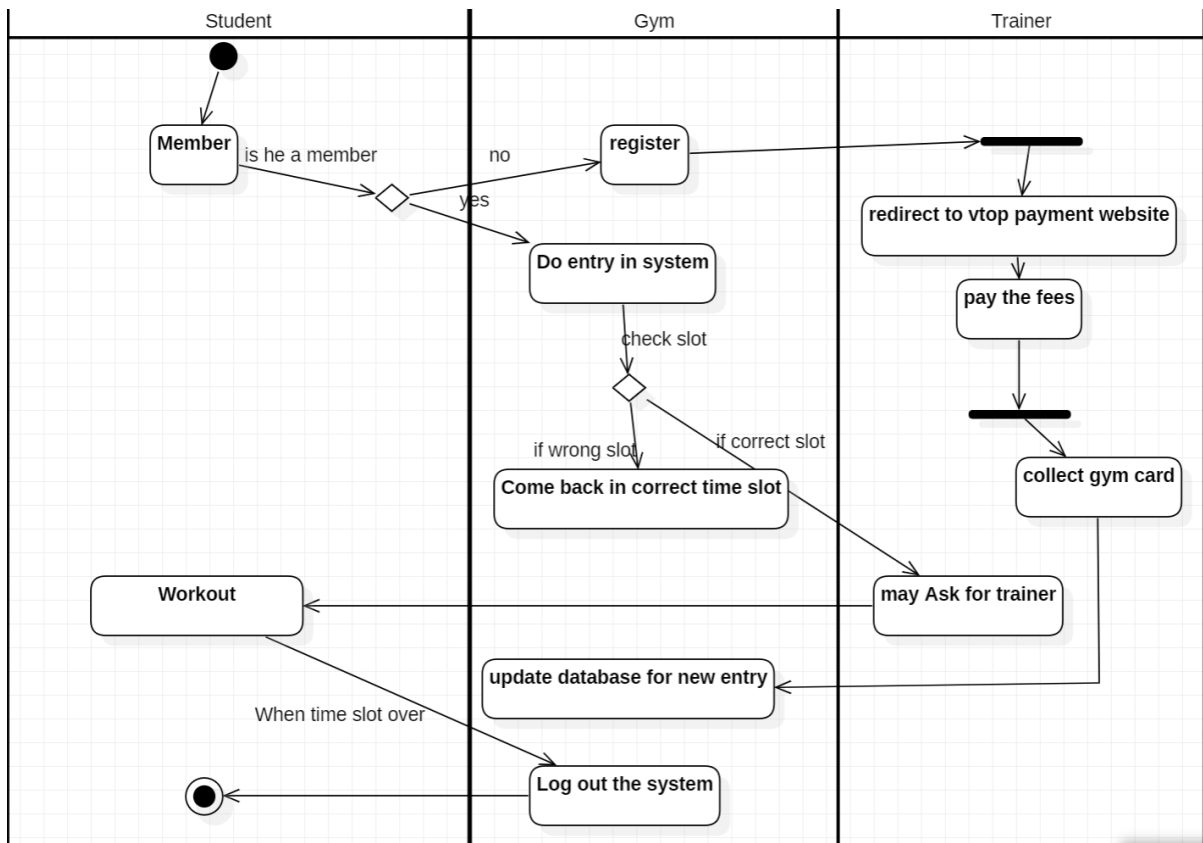 Student
Gym
Trainer
Member
is he a member
no
yes
register
redirect to vtop payment website
Do entry in system
pay the fees
check slot
if wrong slot
if correct slot
Come back in correct time slot
collect gym card
Workout
may Ask for trainer
update database for new entry
When time slot over
Log out the system